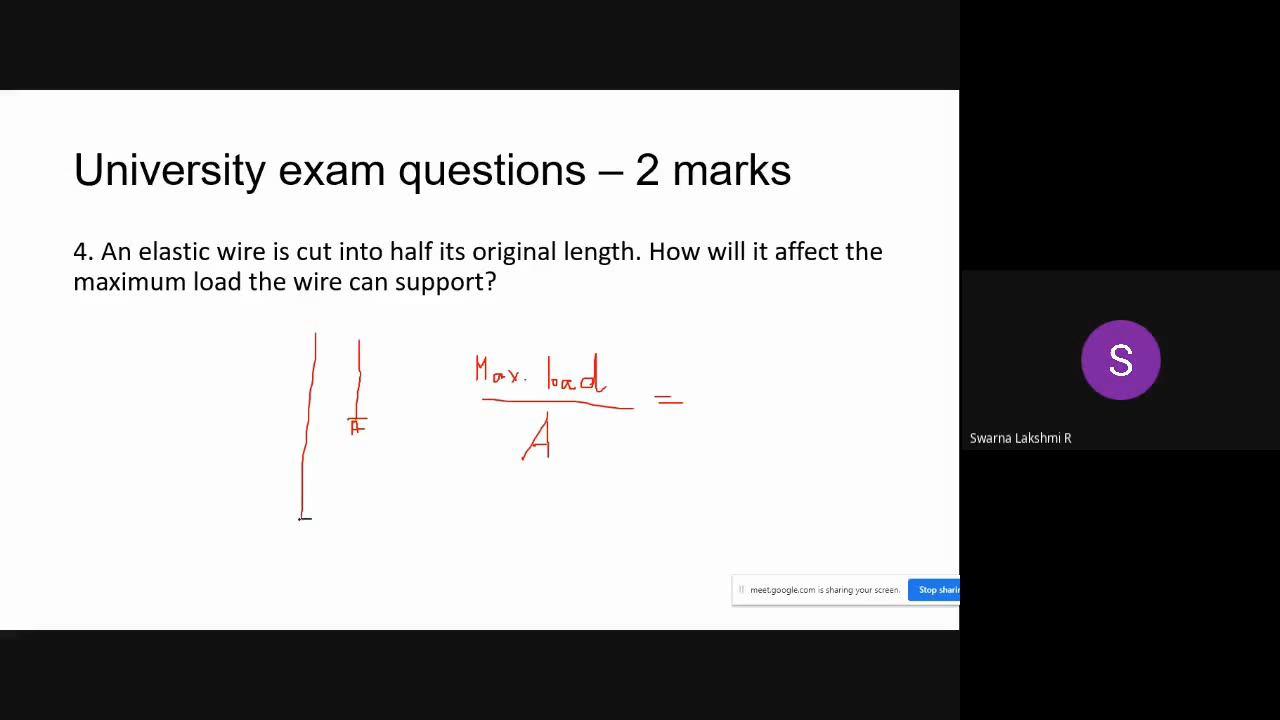 University exam questions – 2 marks
4. An elastic wire is cut into half its original length. How will it affect the
maximum load the wire can support?
Max. load
=
A
A
S
Swarna Lakshmi R
meet.google.com is sharing your screen.
Stop sharin